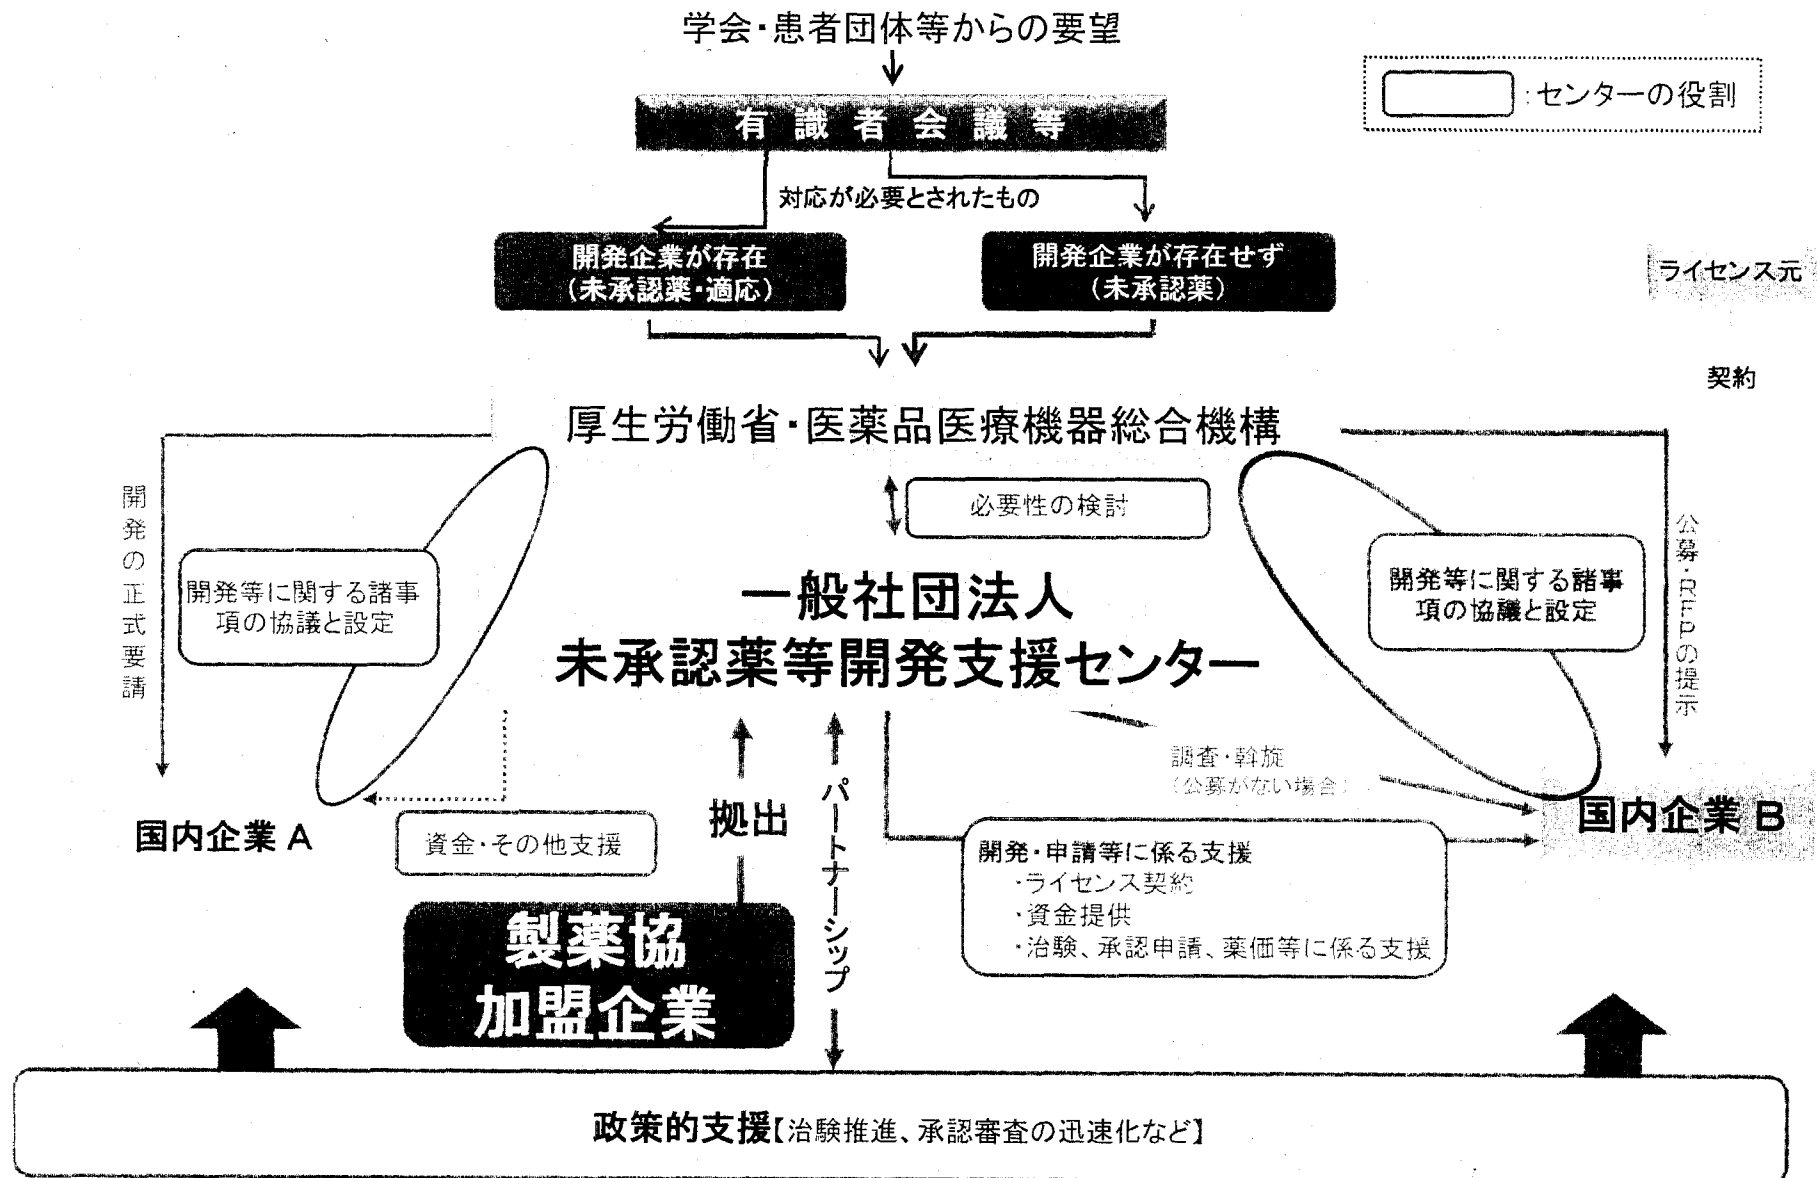 学会・患者団体等からの要望
:センターの役割
有識者会議等
対応が必要とされたもの
開発企業が存在
(未承認薬・適応)
開発企業が存在せず
(未承認薬)
ライセンス元
契約
厚生労働省・医薬品医療機器総合機構
開発の正式要請
必要性の検討
公募・RFPの提示
開発等に関する諸事
項の協議と設定
開発等に関する諸事
項の協議と設定
一般社団法人
未承認薬等開発支援センター
調査・斡旋
(公募がない場合)
国内企業 A
資金・その他支援
拠出
パートナーシップ
国内企業 B
開発・申請等に係る支援
・ライセンス契約
・資金提供
・治験、承認申請、薬価等に係る支援
製薬協
加盟企業
政策的支援【治験推進、承認審査の迅速化など】